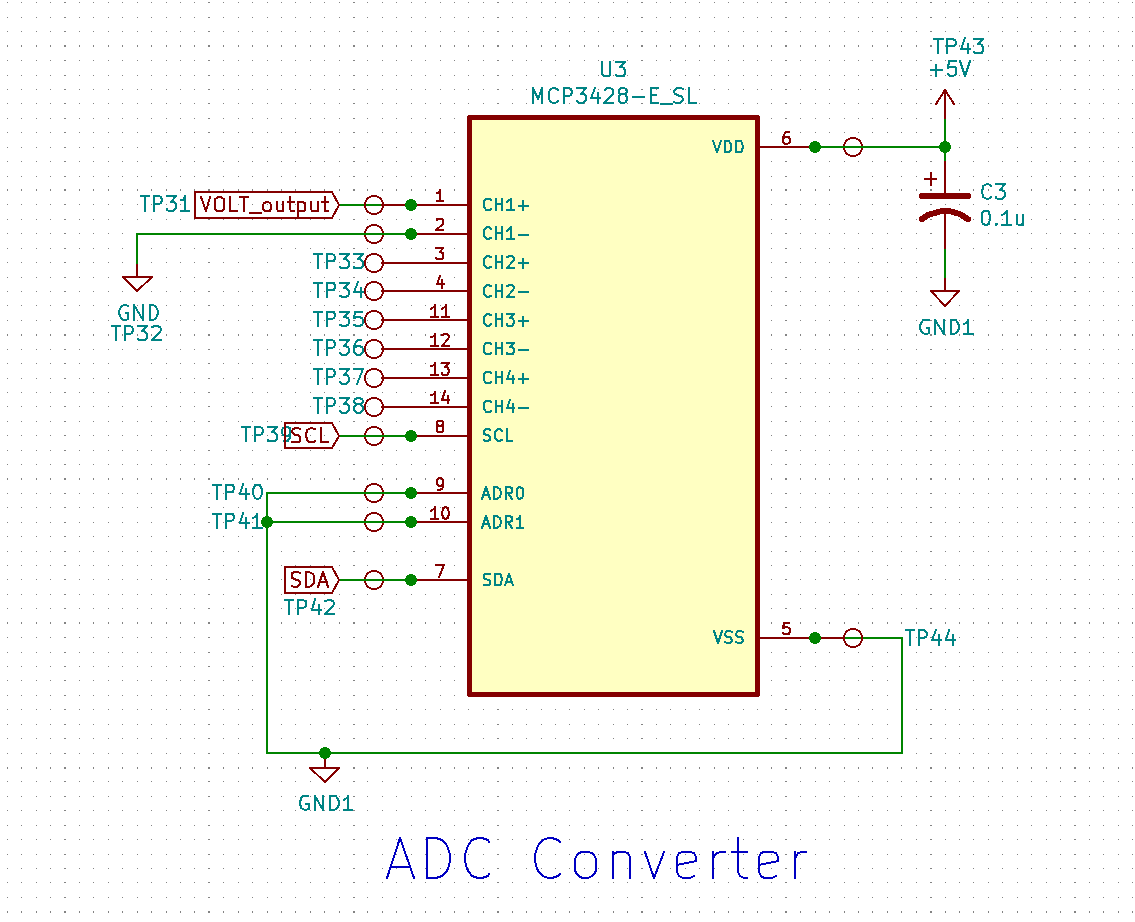 TP43
+5V
U3
MCP3428-E_SL
VDD
6
+
C3
0.1u
GND1
TP31
VOLT_output
1
CH1+
2
CH1-
GND
TP32
TP33
3
CH2+
TP34
4
CH2-
TP35
11
CH3+
TP36
12
CH3-
TP37
13
CH4+
TP38
14
CH4-
TP39
SCL
8
SCL
TP40
9
ADR0
TP41
10
ADR1
SDA
TP42
7
SDA
VSS
5
TP44
GND1
ADC Converter